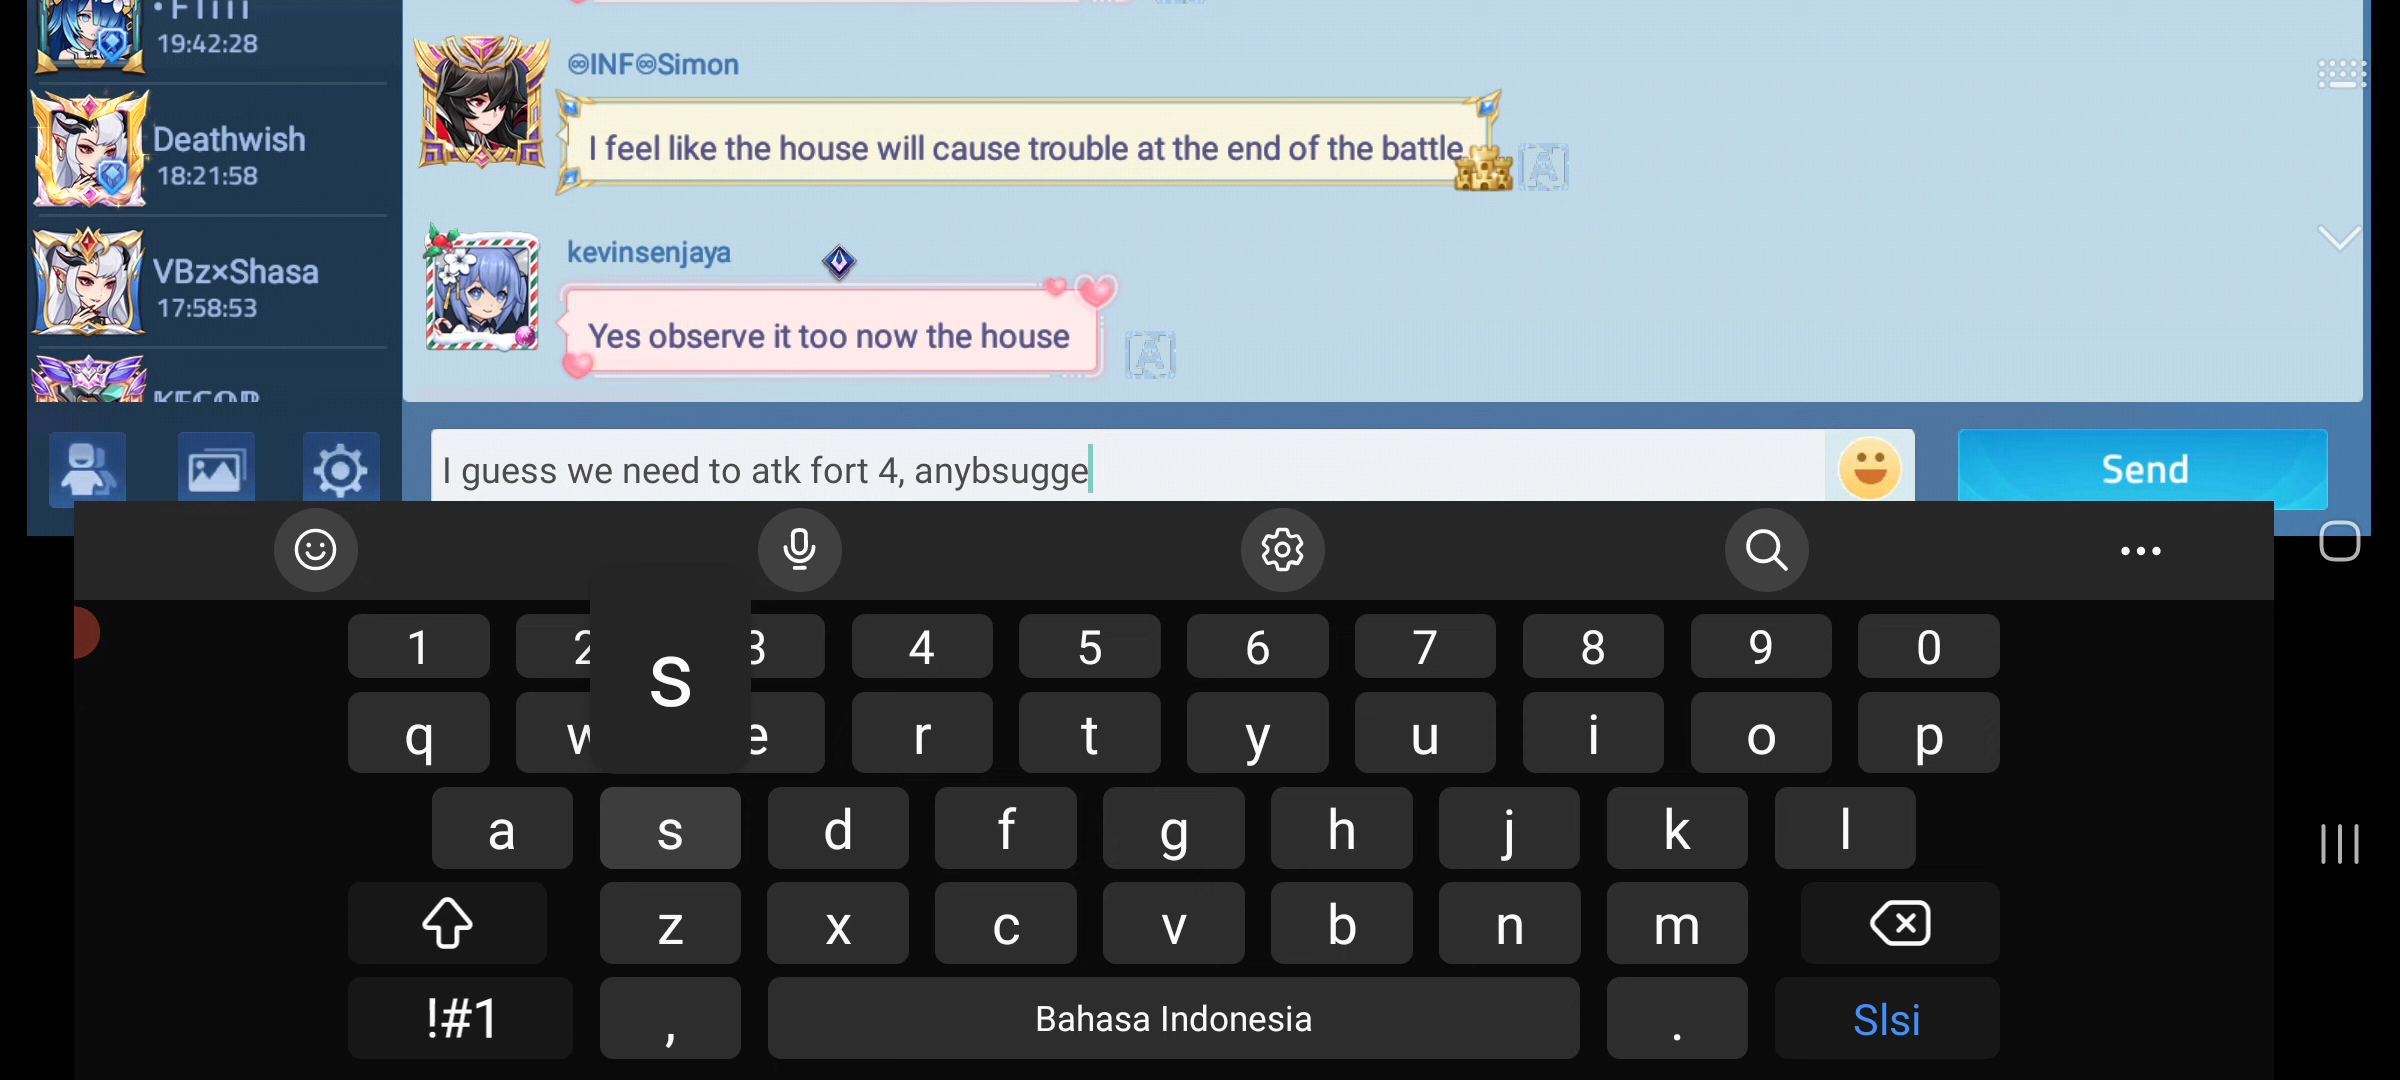 19:42:28
Deathwish
18:21:58
VBz×Shasa
17:58:53
♾INF♾Simon
I feel like the house will cause trouble at the end of the battle
A
kevinsenjaya
Yes observe it too now the house
A
I guess we need to atk fort 4, anybsugge
Send
s
1 2 3 4 5 6 7 8 9 0
q w e r t y u i o p
a s d f g h j k l
z x c v b n m
!#1 , Bahasa Indonesia . Slsi